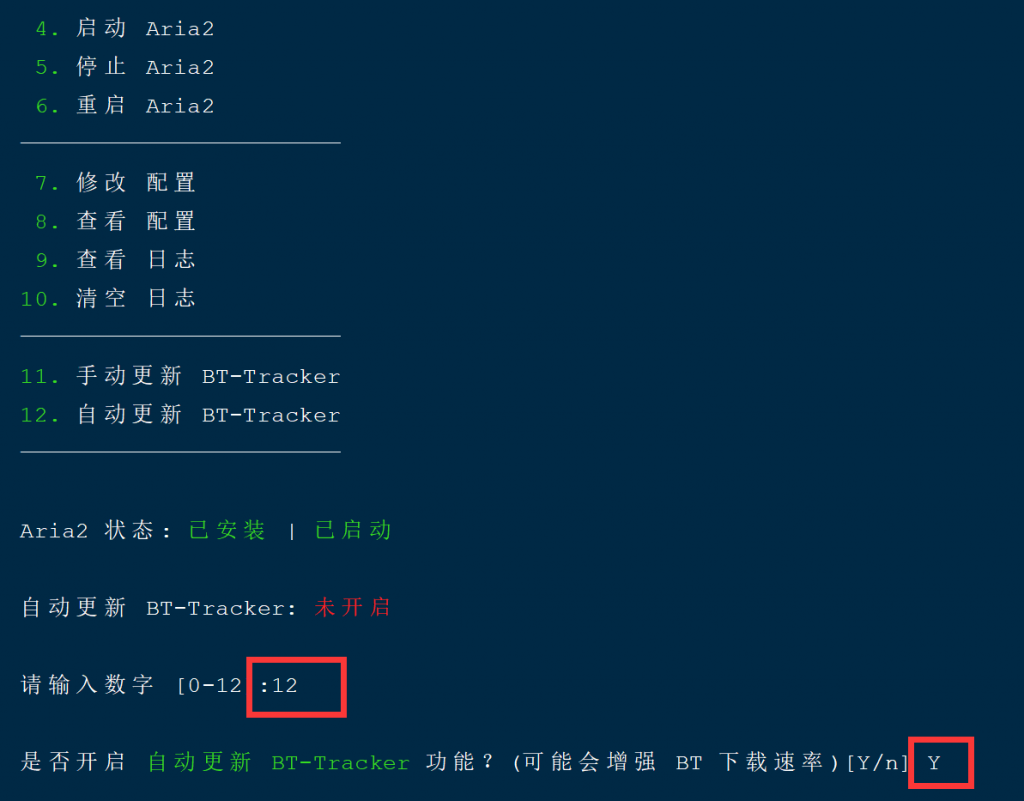 4. 启动 Aria2
5. 停止 Aria2
6. 重启 Aria2
7. 修改 配置
8. 查看 配置
9. 查看 日志
10. 清空 日志
11. 手动更新 BT-Tracker
12. 自动更新 BT-Tracker
Aria2 状态: 已安装 | 已启动
自动更新 BT-Tracker: 未开启
请输入数字 [0-12 :12
是否开启 自动更新 BT-Tracker 功能？(可能会增强 BT 下载速率)[Y/n] Y